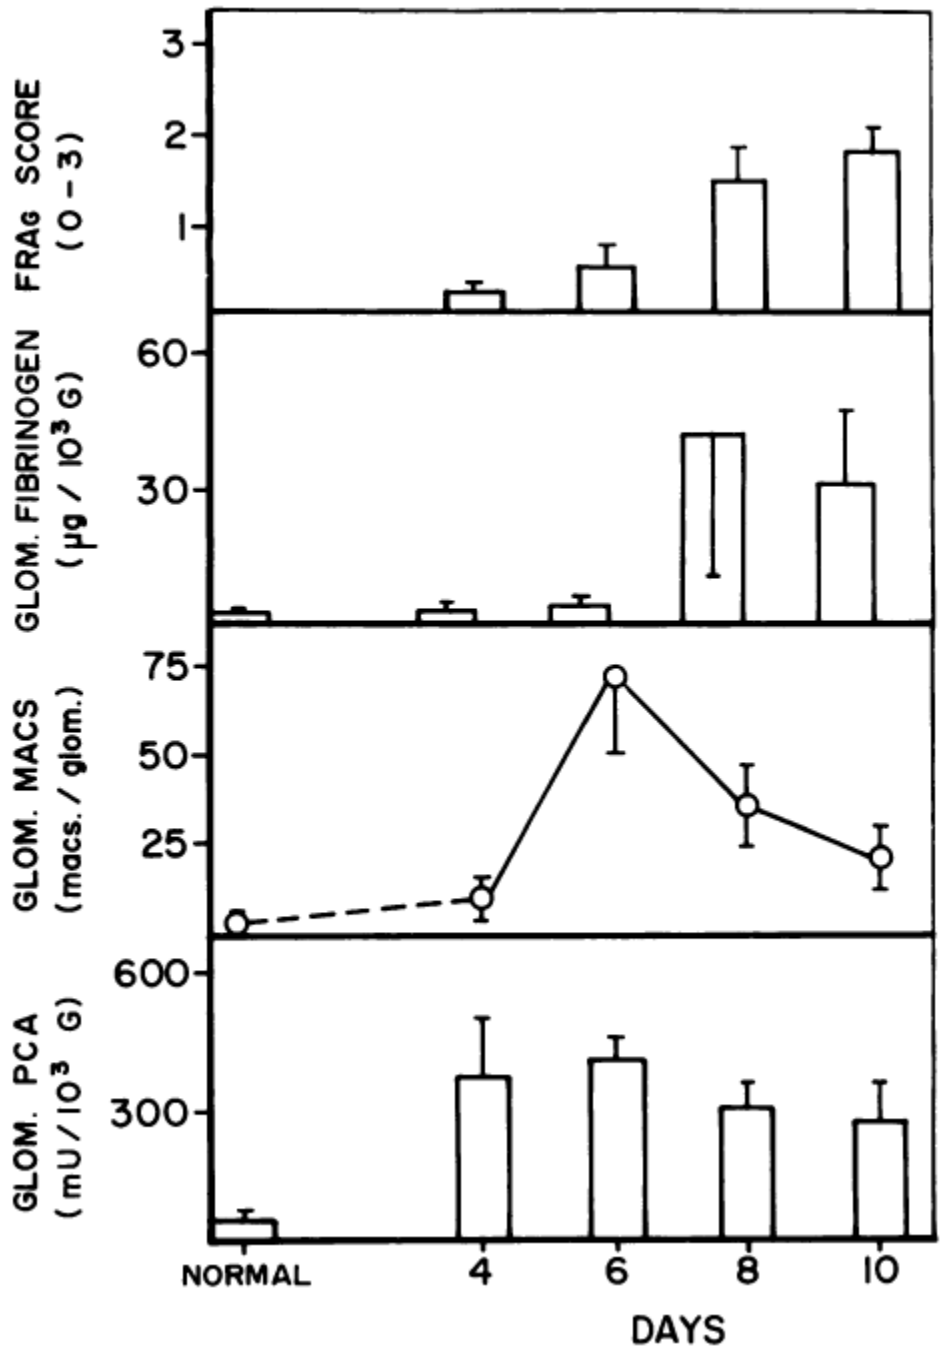 FRAG SCORE
(0-3)
3
2
1
GLOM. FIBRINOGEN
(µg / 10³ G)
60
30
GLOM. MACS
(macs. / glom.)
75
50
25
GLOM. PCA
(mU/10³ G)
600
300
NORMAL 4 6 8 10
DAYS